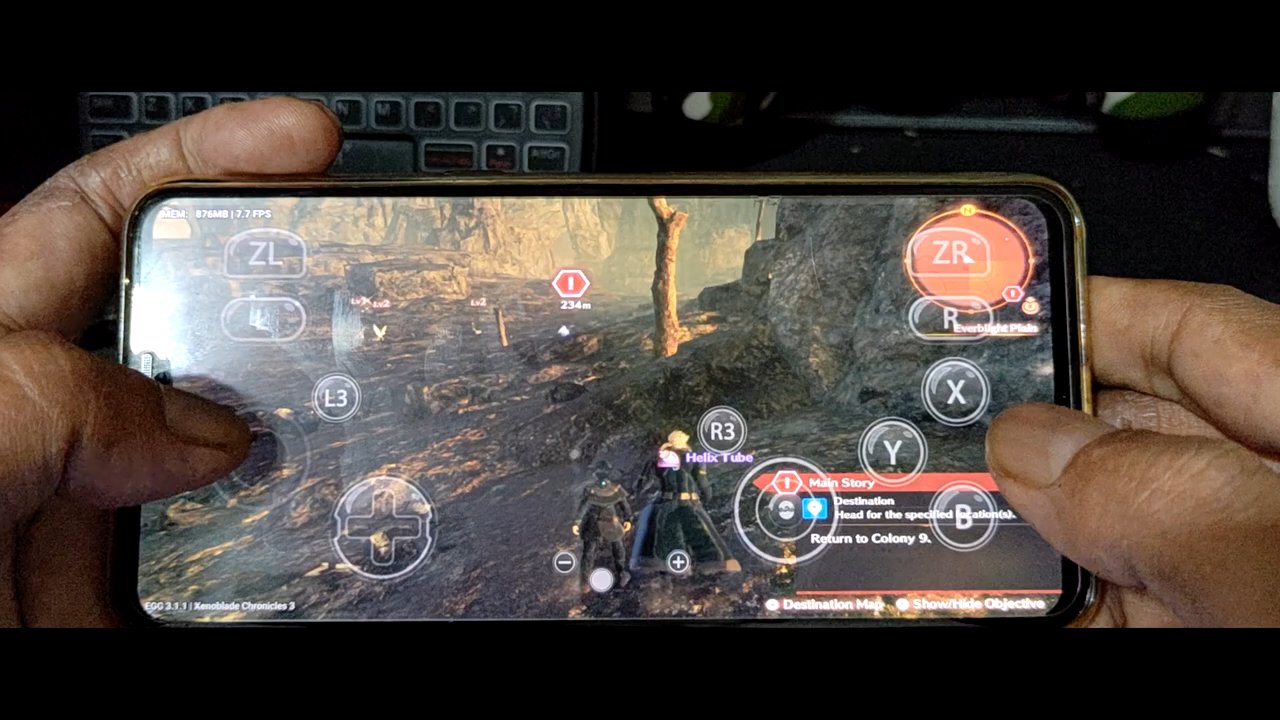 MEM: 876MB | 7.7 FPS
ZL
ZR
Lv2
Lv2
234m
R
Everblight Plain
L3
X
R3
Y
Helix Tube
Main Story
Destination
Head for the specified location(s).
B
Return to Colony 9.
EGG 3.1.1 | Xenoblade Chronicles 3
Destination Map
Show/Hide Objective